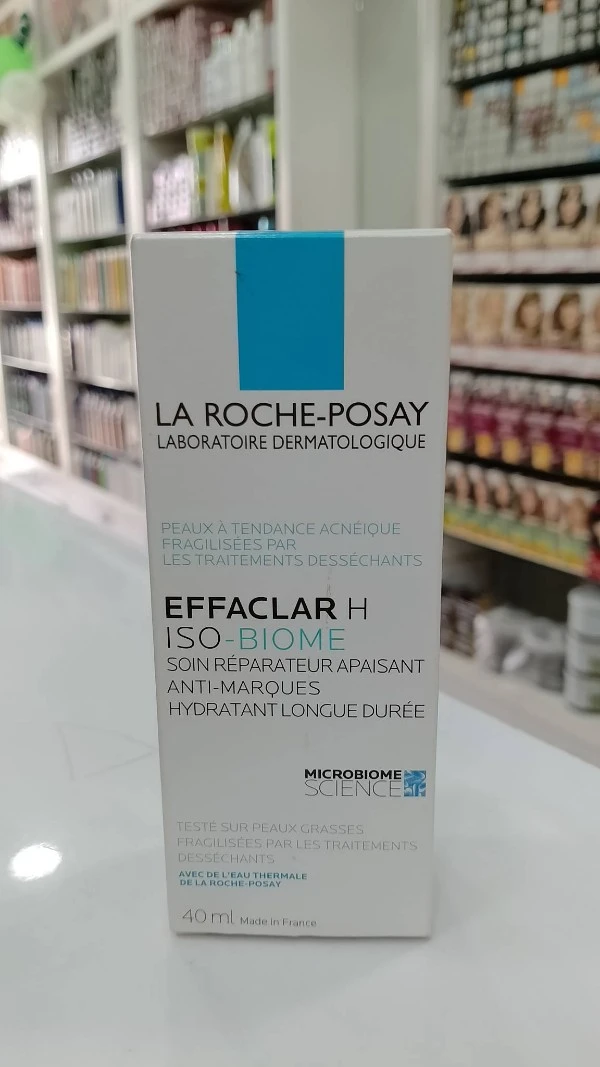 LA ROCHE-POSAY
LABORATOIRE DERMATOLOGIQUE
PEAUX À TENDANCE ACNÉIQUE
FRAGILISÉES PAR
LES TRAITEMENTS DESSÉCHANTS
EFFACLAR H
ISO-BIOME
SOIN RÉPARATEUR APAISANT
ANTI-MARQUES
HYDRATANT LONGUE DURÉE
MICROBIOME
SCIENCE
TESTÉ SUR PEAUX GRASSES
FRAGILISÉES PAR LES TRAITEMENTS
DESSÉCHANTS
AVEC DE L'EAU THERMALE
DE LA ROCHE-POSAY
40 ml Made in France